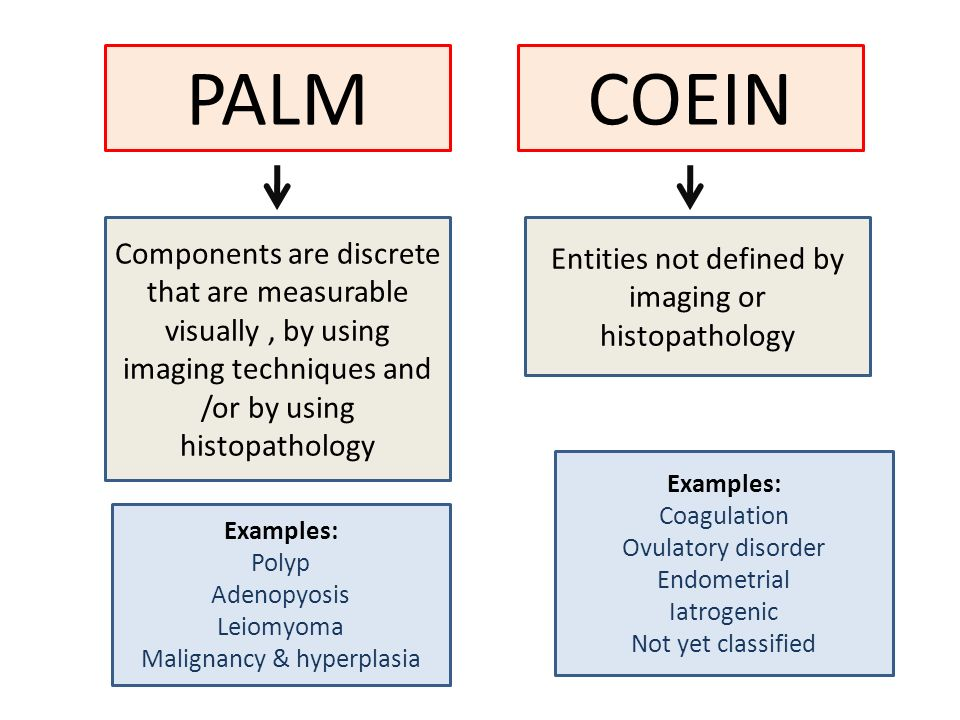 PALM
COEIN
Components are discrete
that are measurable
visually , by using
imaging techniques and
/or by using
histopathology
Entities not defined by
imaging or
histopathology
Examples:
Polyp
Adenopyosis
Leiomyoma
Malignancy & hyperplasia
Examples:
Coagulation
Ovulatory disorder
Endometrial
Iatrogenic
Not yet classified